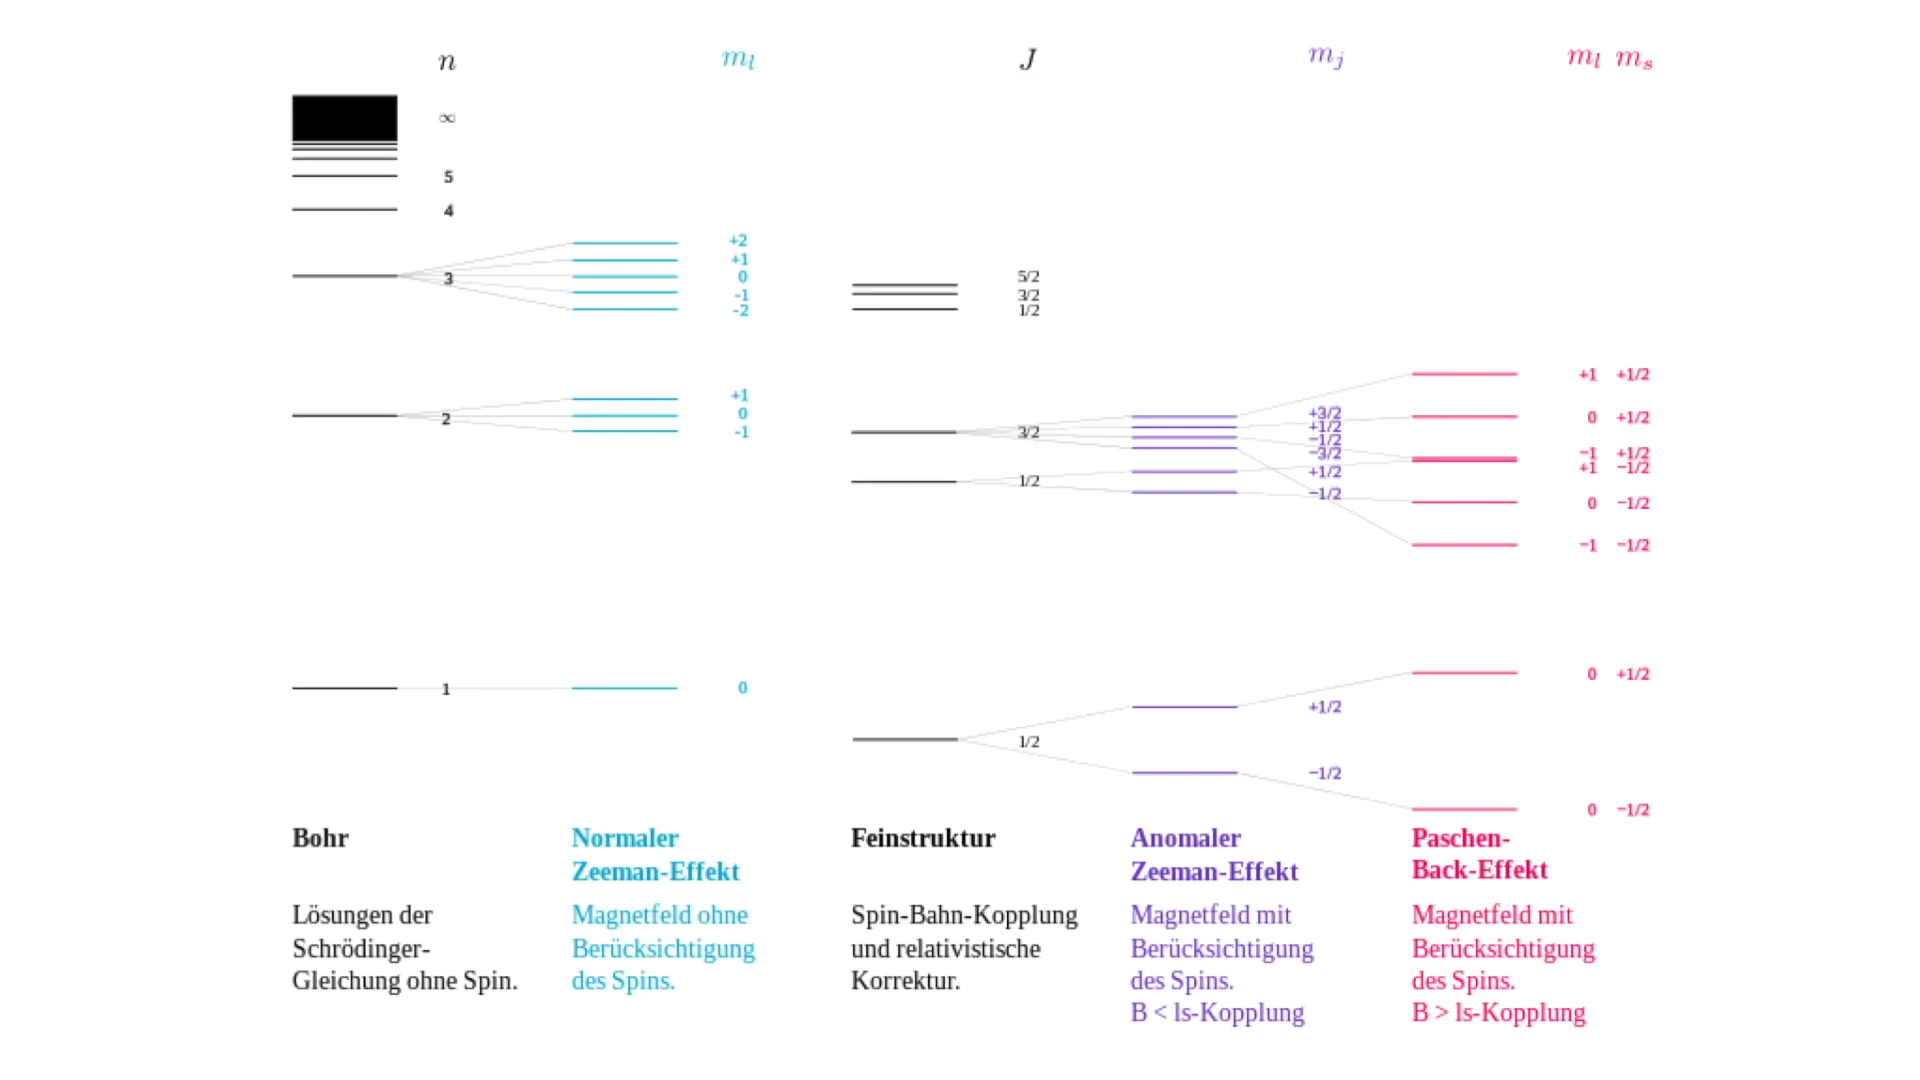 n m_l J m_j m_l m_s
∞
5
4
+2
+1
3 0
-1
-2
5/2
3/2
1/2
+1 +1/2
+1
2 0
-1
3/2
+3/2
+1/2
−1/2
−3/2
0 +1/2
−1 +1/2
+1 −1/2
1/2
+1/2
−1/2
0 −1/2
−1 −1/2
1 0
1/2
+1/2
−1/2
0 +1/2
0 −1/2
Bohr
Lösungen der
Schrödinger-
Gleichung ohne Spin.
Normaler
Zeeman-Effekt
Magnetfeld ohne
Berücksichtigung
des Spins.
Feinstruktur
Spin-Bahn-Kopplung
und relativistische
Korrektur.
Anomaler
Zeeman-Effekt
Magnetfeld mit
Berücksichtigung
des Spins.
B < ls-Kopplung
Paschen-
Back-Effekt
Magnetfeld mit
Berücksichtigung
des Spins.
B > ls-Kopplung